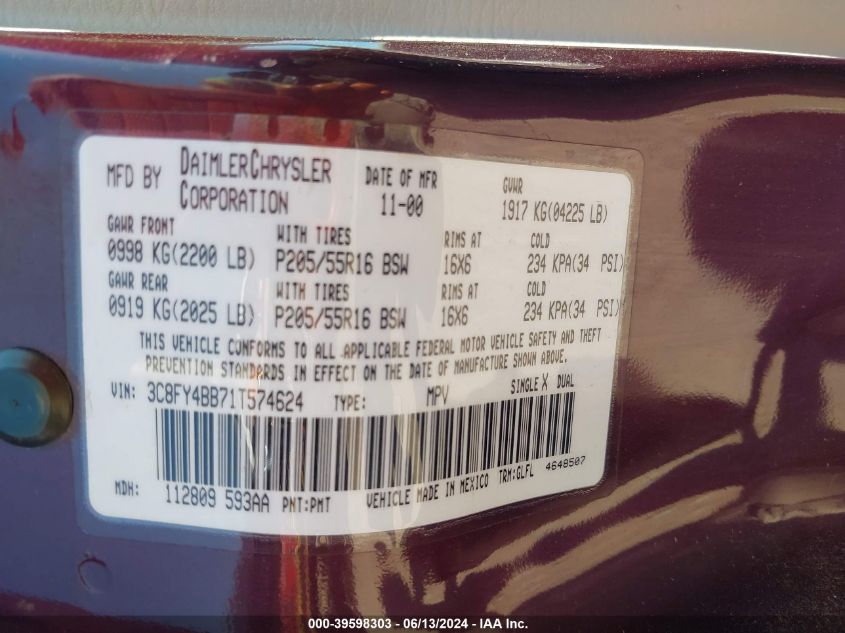 MFD BY DAIMLERCHRYSLER CORPORATION DATE OF MFR 11-00 GVWR 1917 KG(04225 LB)
GAWR FRONT WITH TIRES RIMS AT COLD
0998 KG(2200 LB) P205/55R16 BSW 16X6 234 KPA(34 PSI)
GAWR REAR WITH TIRES RIMS AT COLD
0919 KG(2025 LB) P205/55R16 BSW 16X6 234 KPA(34 PSI)
THIS VEHICLE CONFORMS TO ALL APPLICABLE FEDERAL MOTOR VEHICLE SAFETY AND THEFT
PREVENTION STANDARDS IN EFFECT ON THE DATE OF MANUFACTURE SHOWN ABOVE.
VIN: 3C8FY4BB71T574624 TYPE: MPV SINGLE X DUAL
MDH: 112809 593AA PNT:PMT VEHICLE MADE IN MEXICO TRM:GLFL 4648507
000-39598303 - 06/13/2024 - IAA Inc.